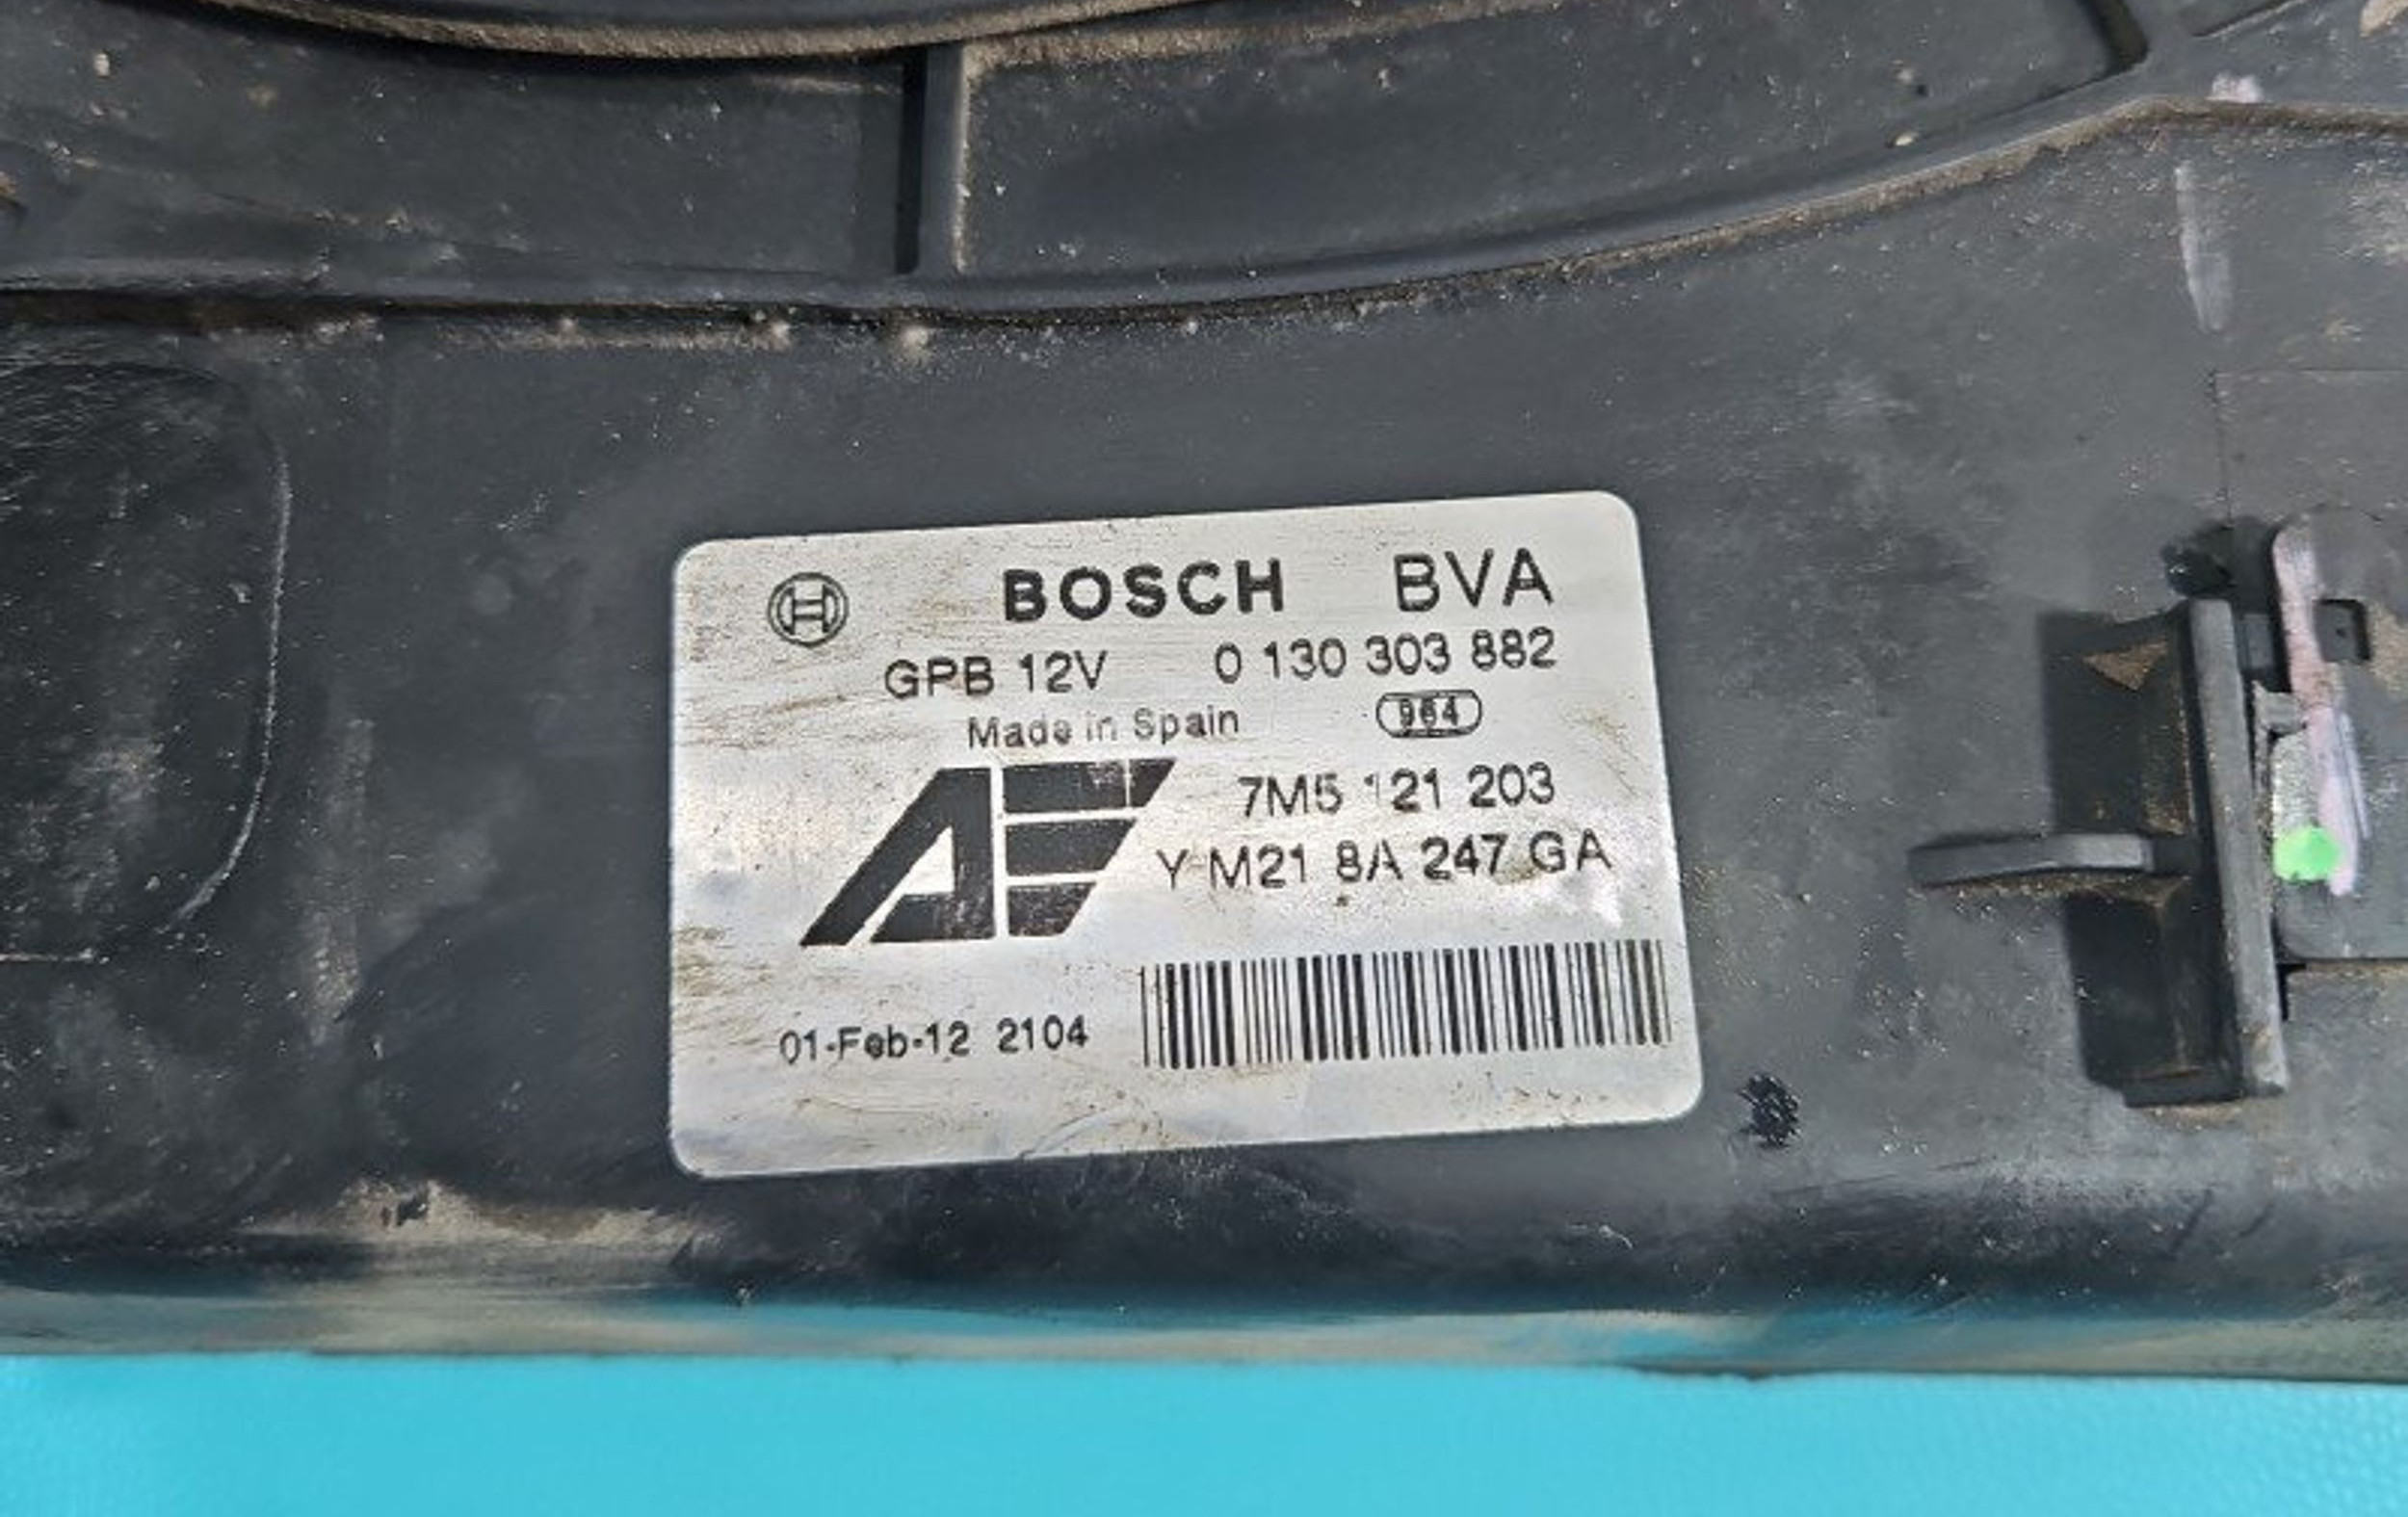 BOSCH BVA
GPB 12V 0 130 303 882
Made in Spain 964
7M5 121 203
YM21 8A 247 GA
01-Feb-12 2104